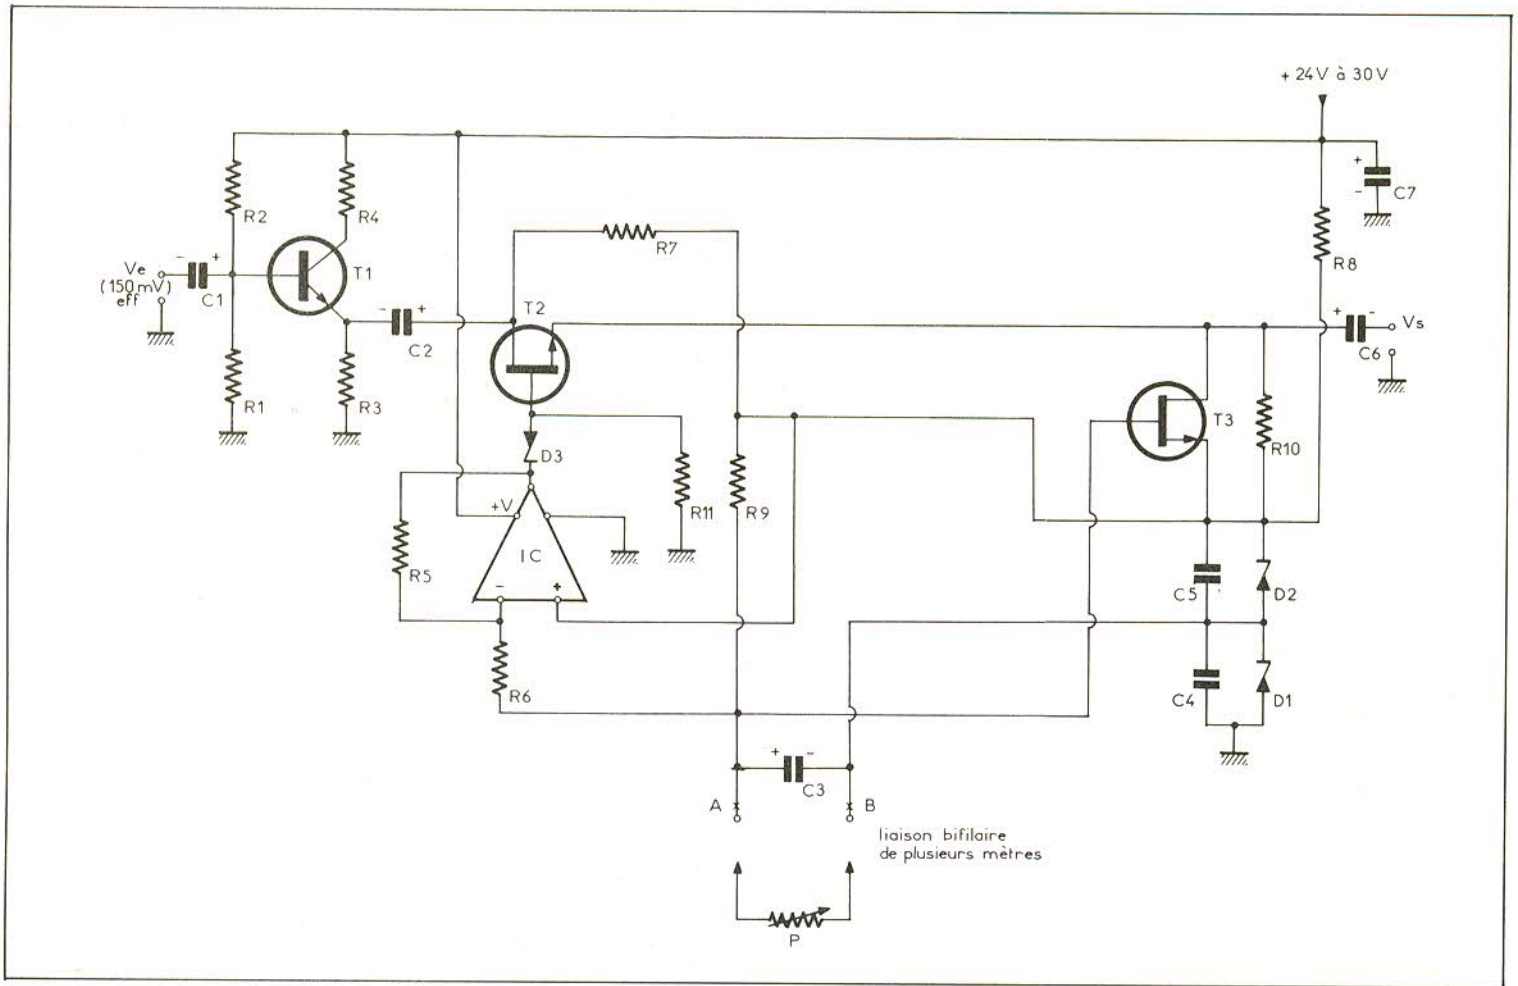 + 24V à 30V
R2
R4
+
-
C7
R7
R8
Ve
(150mV)
eff
- +
C1
T1
T2
- +
C2
+ -
C6
Vs
R1
R3
D3
T3
R10
+V
R11
R9
IC
R5
- +
C5
D2
R6
C4
D1
+ -
C3
A
B
liaison bifilaire
de plusieurs mètres
P